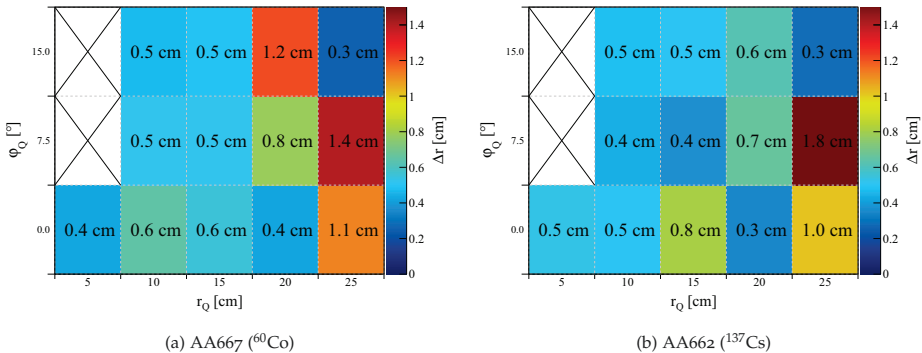 15.0 0.5 cm 0.5 cm 1.2 cm 0.3 cm
7.5 0.5 cm 0.5 cm 0.8 cm 1.4 cm
0.0 0.4 cm 0.6 cm 0.6 cm 0.4 cm 1.1 cm
φQ [°]
5 10 15 20 25
rQ [cm]
1.4
1.2
1
0.8
0.6
0.4
0.2
0
Δr [cm]
(a) AA667 (⁶⁰Co)
15.0 0.5 cm 0.5 cm 0.6 cm 0.3 cm
7.5 0.4 cm 0.4 cm 0.7 cm 1.8 cm
0.0 0.5 cm 0.5 cm 0.8 cm 0.3 cm 1.0 cm
φQ [°]
5 10 15 20 25
rQ [cm]
1.4
1.2
1
0.8
0.6
0.4
0.2
0
Δr [cm]
(b) AA662 (¹³⁷Cs)